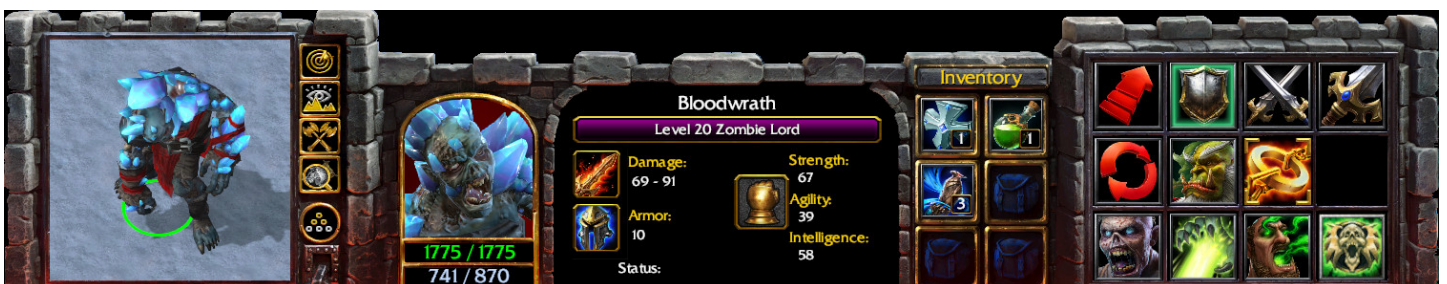 Bloodwrath
Level 20 Zombie Lord
Damage:
69 - 91
Armor:
10
Strength:
67
Agility:
39
Intelligence:
58
Status:
1775 / 1775
741 / 870
Inventory
1
1
3